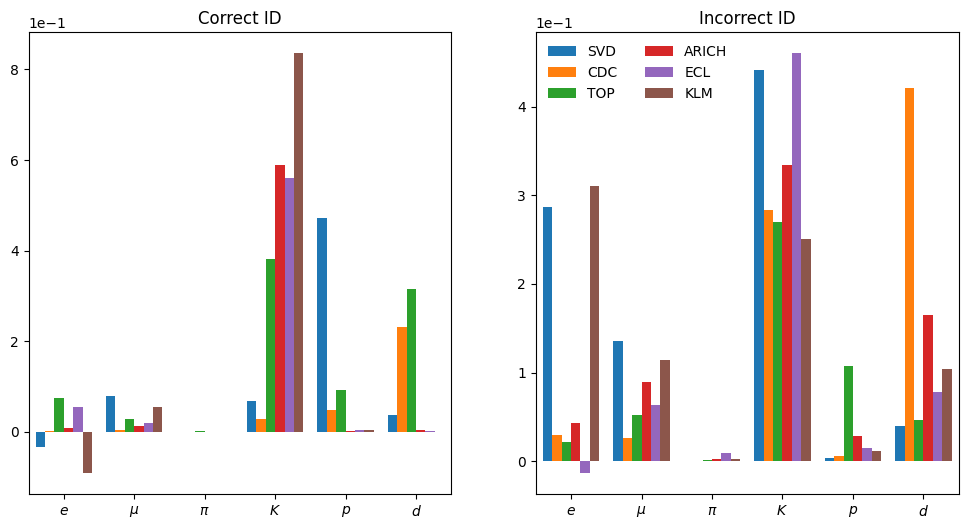 Correct ID
1e−1
8
6
4
2
0
e μ π K p d
Incorrect ID
1e−1
SVD ARICH
CDC ECL
TOP KLM
4
3
2
1
0
e μ π K p d